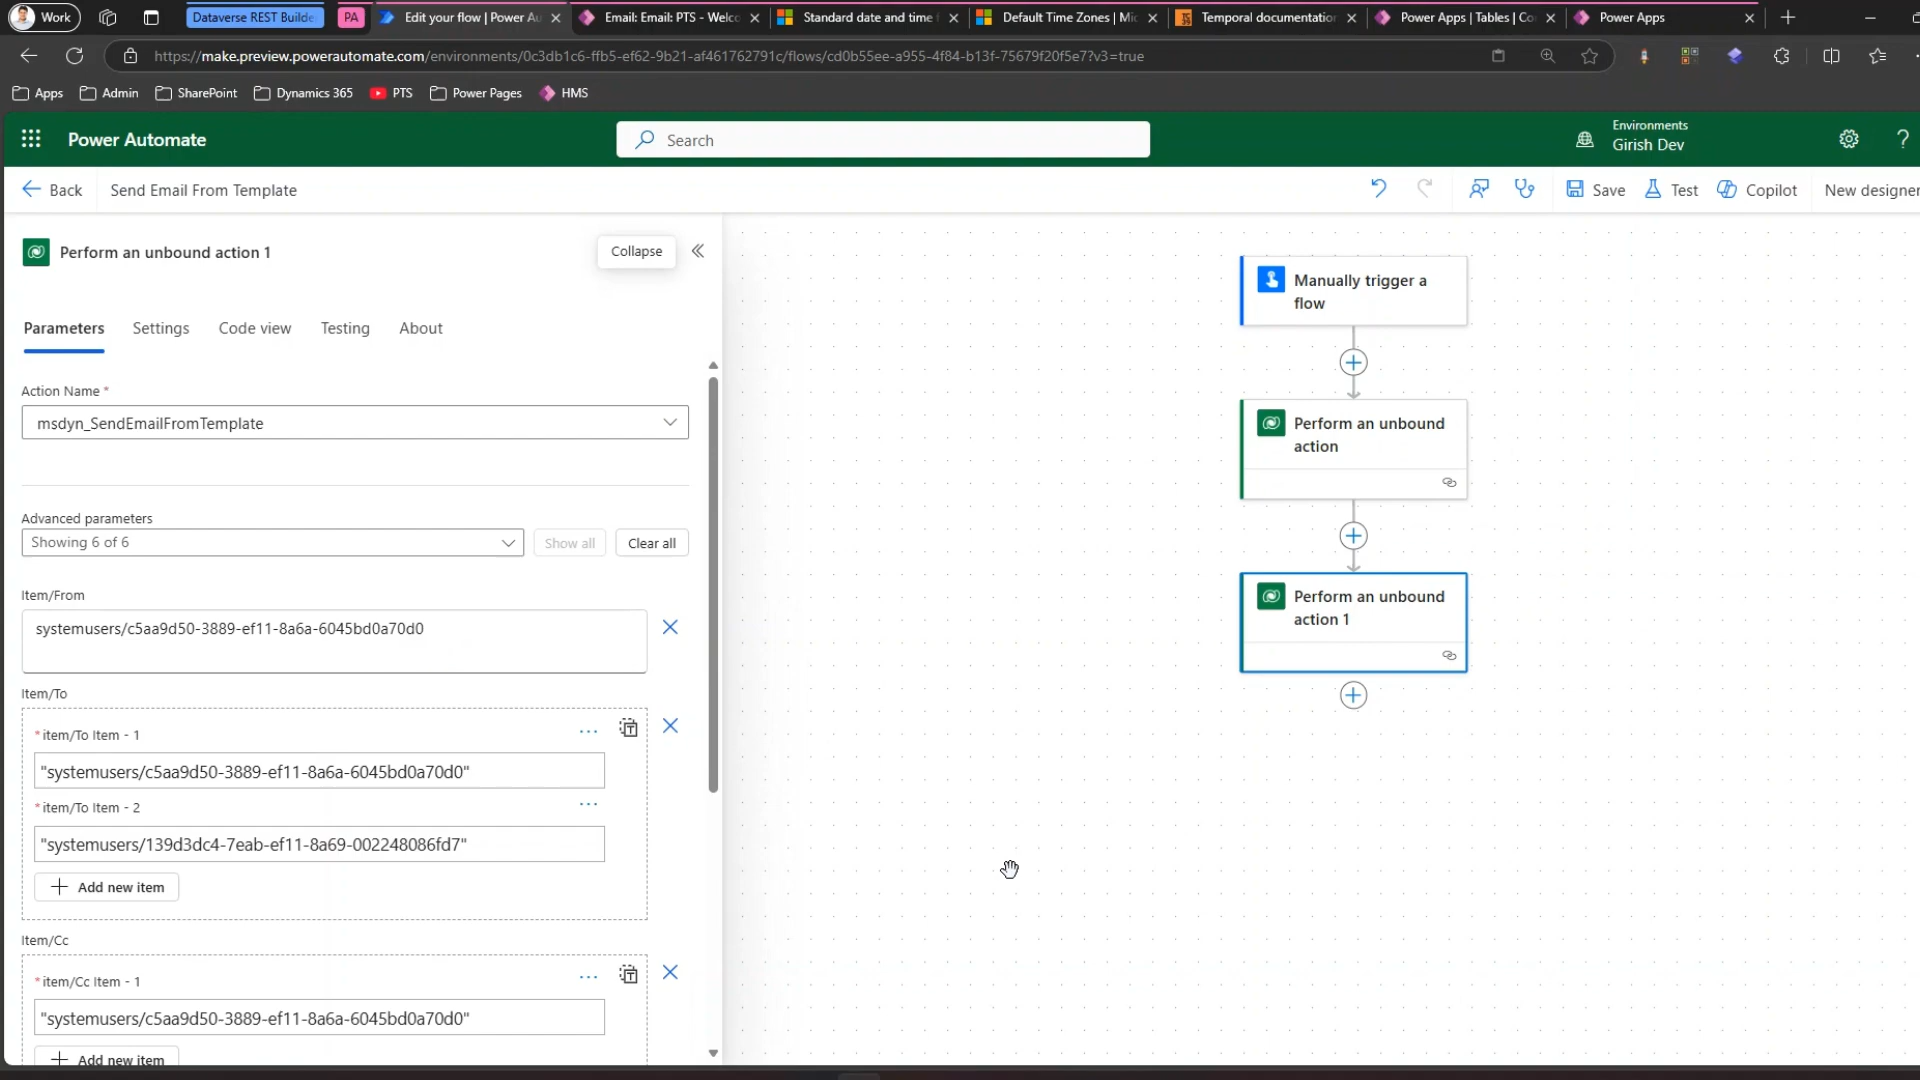 Work
Dataverse REST Builde
PA
Edit your flow | Power Au
Email: Email: PTS - Welco
Standard date and time f
Default Time Zones | Mic
Temporal documentation
Power Apps | Tables | Co
Power Apps
https://make.preview.powerautomate.com/environments/0c3db1c6-ffb5-ef62-9b21-af461762791c/flows/cd0b55ee-a955-4f84-b13f-75679f20f5e7?v3=true
Apps
Admin
SharePoint
Dynamics 365
PTS
Power Pages
HMS
Power Automate
Search
Environments
Girish Dev
?
Back
Send Email From Template
Save
Test
Copilot
New designer
Perform an unbound action 1
Collapse
Parameters
Settings
Code view
Testing
About
Action Name *
msdyn_SendEmailFromTemplate
Advanced parameters
Showing 6 of 6
Show all
Clear all
Item/From
systemusers/c5aa9d50-3889-ef11-8a6a-6045bd0a70d0
Item/To
* item/To Item - 1
"systemusers/c5aa9d50-3889-ef11-8a6a-6045bd0a70d0"
* item/To Item - 2
"systemusers/139d3dc4-7eab-ef11-8a69-002248086fd7"
Add new item
Item/Cc
* item/Cc Item - 1
"systemusers/c5aa9d50-3889-ef11-8a6a-6045bd0a70d0"
Add new item
Manually trigger a
flow
Perform an unbound
action
Perform an unbound
action 1